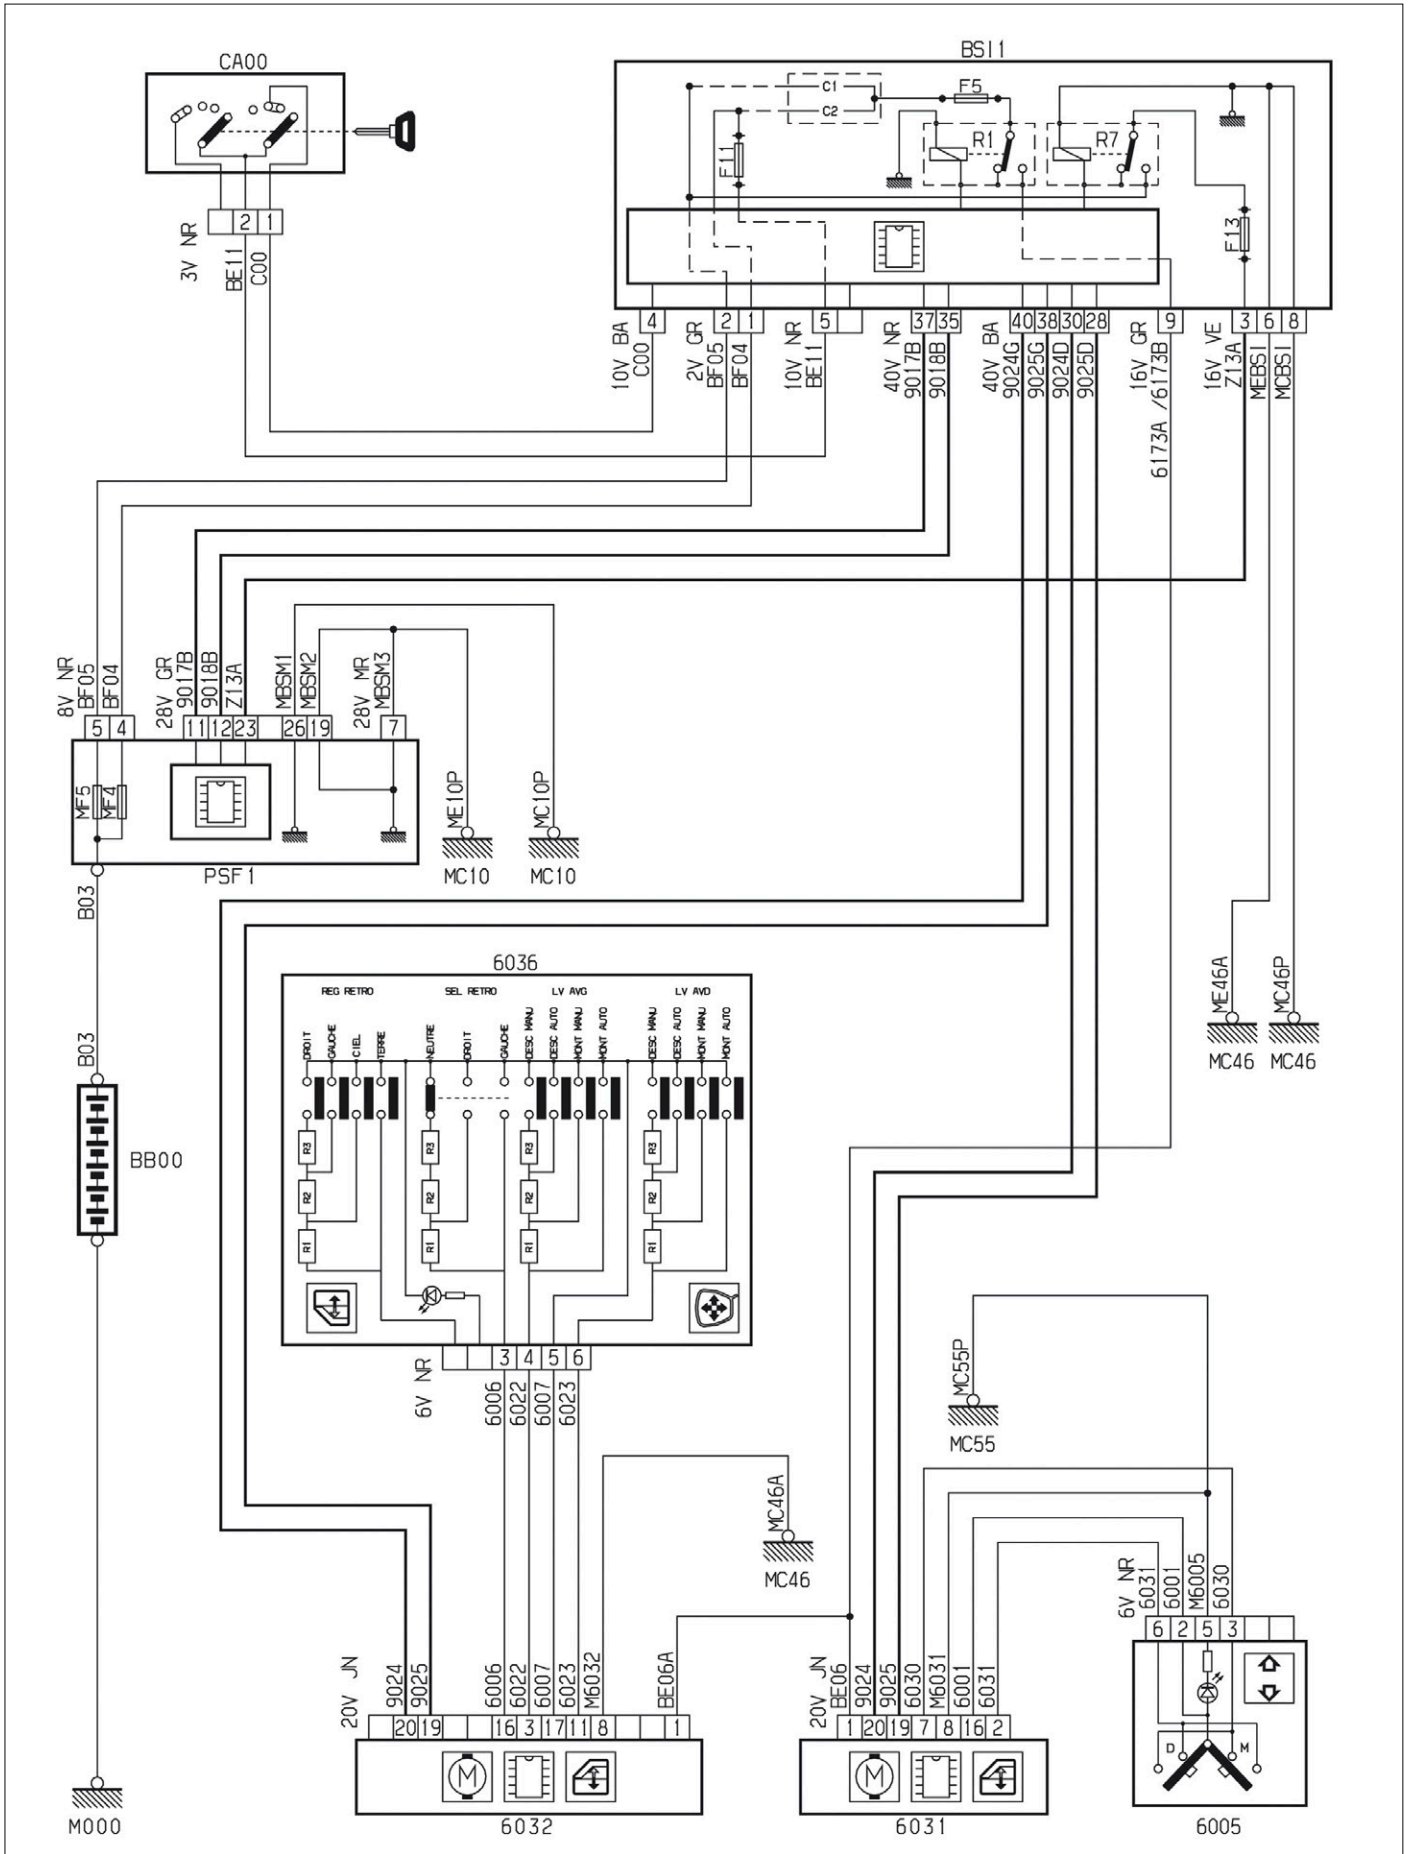 CA00
3V NR
2
1
BE11
C00
BSI1
C1
C2
F5
F11
R1
R7
F13
4
2
1
5
37
35
40
38
30
28
9
3
6
8
10V BA
C00
2V GR
BF05
BF04
10V NR
BE11
40V NR
9017B
9018B
40V BA
9024G
9025G
9024D
9025D
16V GR
6173A /6173B
16V VE
Z13A
MEBSI
MCBSI
8V NR
BF05
BF04
28V GR
9017B
9018B
Z13A
MBSM1
MBSM2
28V MR
MBSM3
5
4
11
12
23
26
19
7
MF5
MF4
PSF1
ME10P
MC10
MC10P
MC10
B03
B03
BB00
M000
ME46A
MC46
MC46P
MC46
6036
REG RETRO
SEL RETRO
LV AVG
LV AVD
DROIT
GAUCHE
CIEL
TERRE
NEUTRE
DROIT
GAUCHE
DESC MANU
DESC AUTO
MONT MANU
MONT AUTO
DESC MANU
DESC AUTO
MONT MANU
MONT AUTO
R3
R3
R3
R3
R2
R2
R2
R2
R1
R1
R1
R1
6V NR
3
4
5
6
6006
6022
6007
6023
MC46A
MC46
MC55P
MC55
20V JN
9024
9025
6006
6022
6007
6023
M6032
BE06A
20
19
16
3
17
11
8
1
M
6032
20V JN
BE06
9024
9025
6030
M6031
6001
6031
1
20
19
7
8
16
2
M
6031
6V NR
6031
6001
M6005
6030
6
2
5
3
D
M
6005